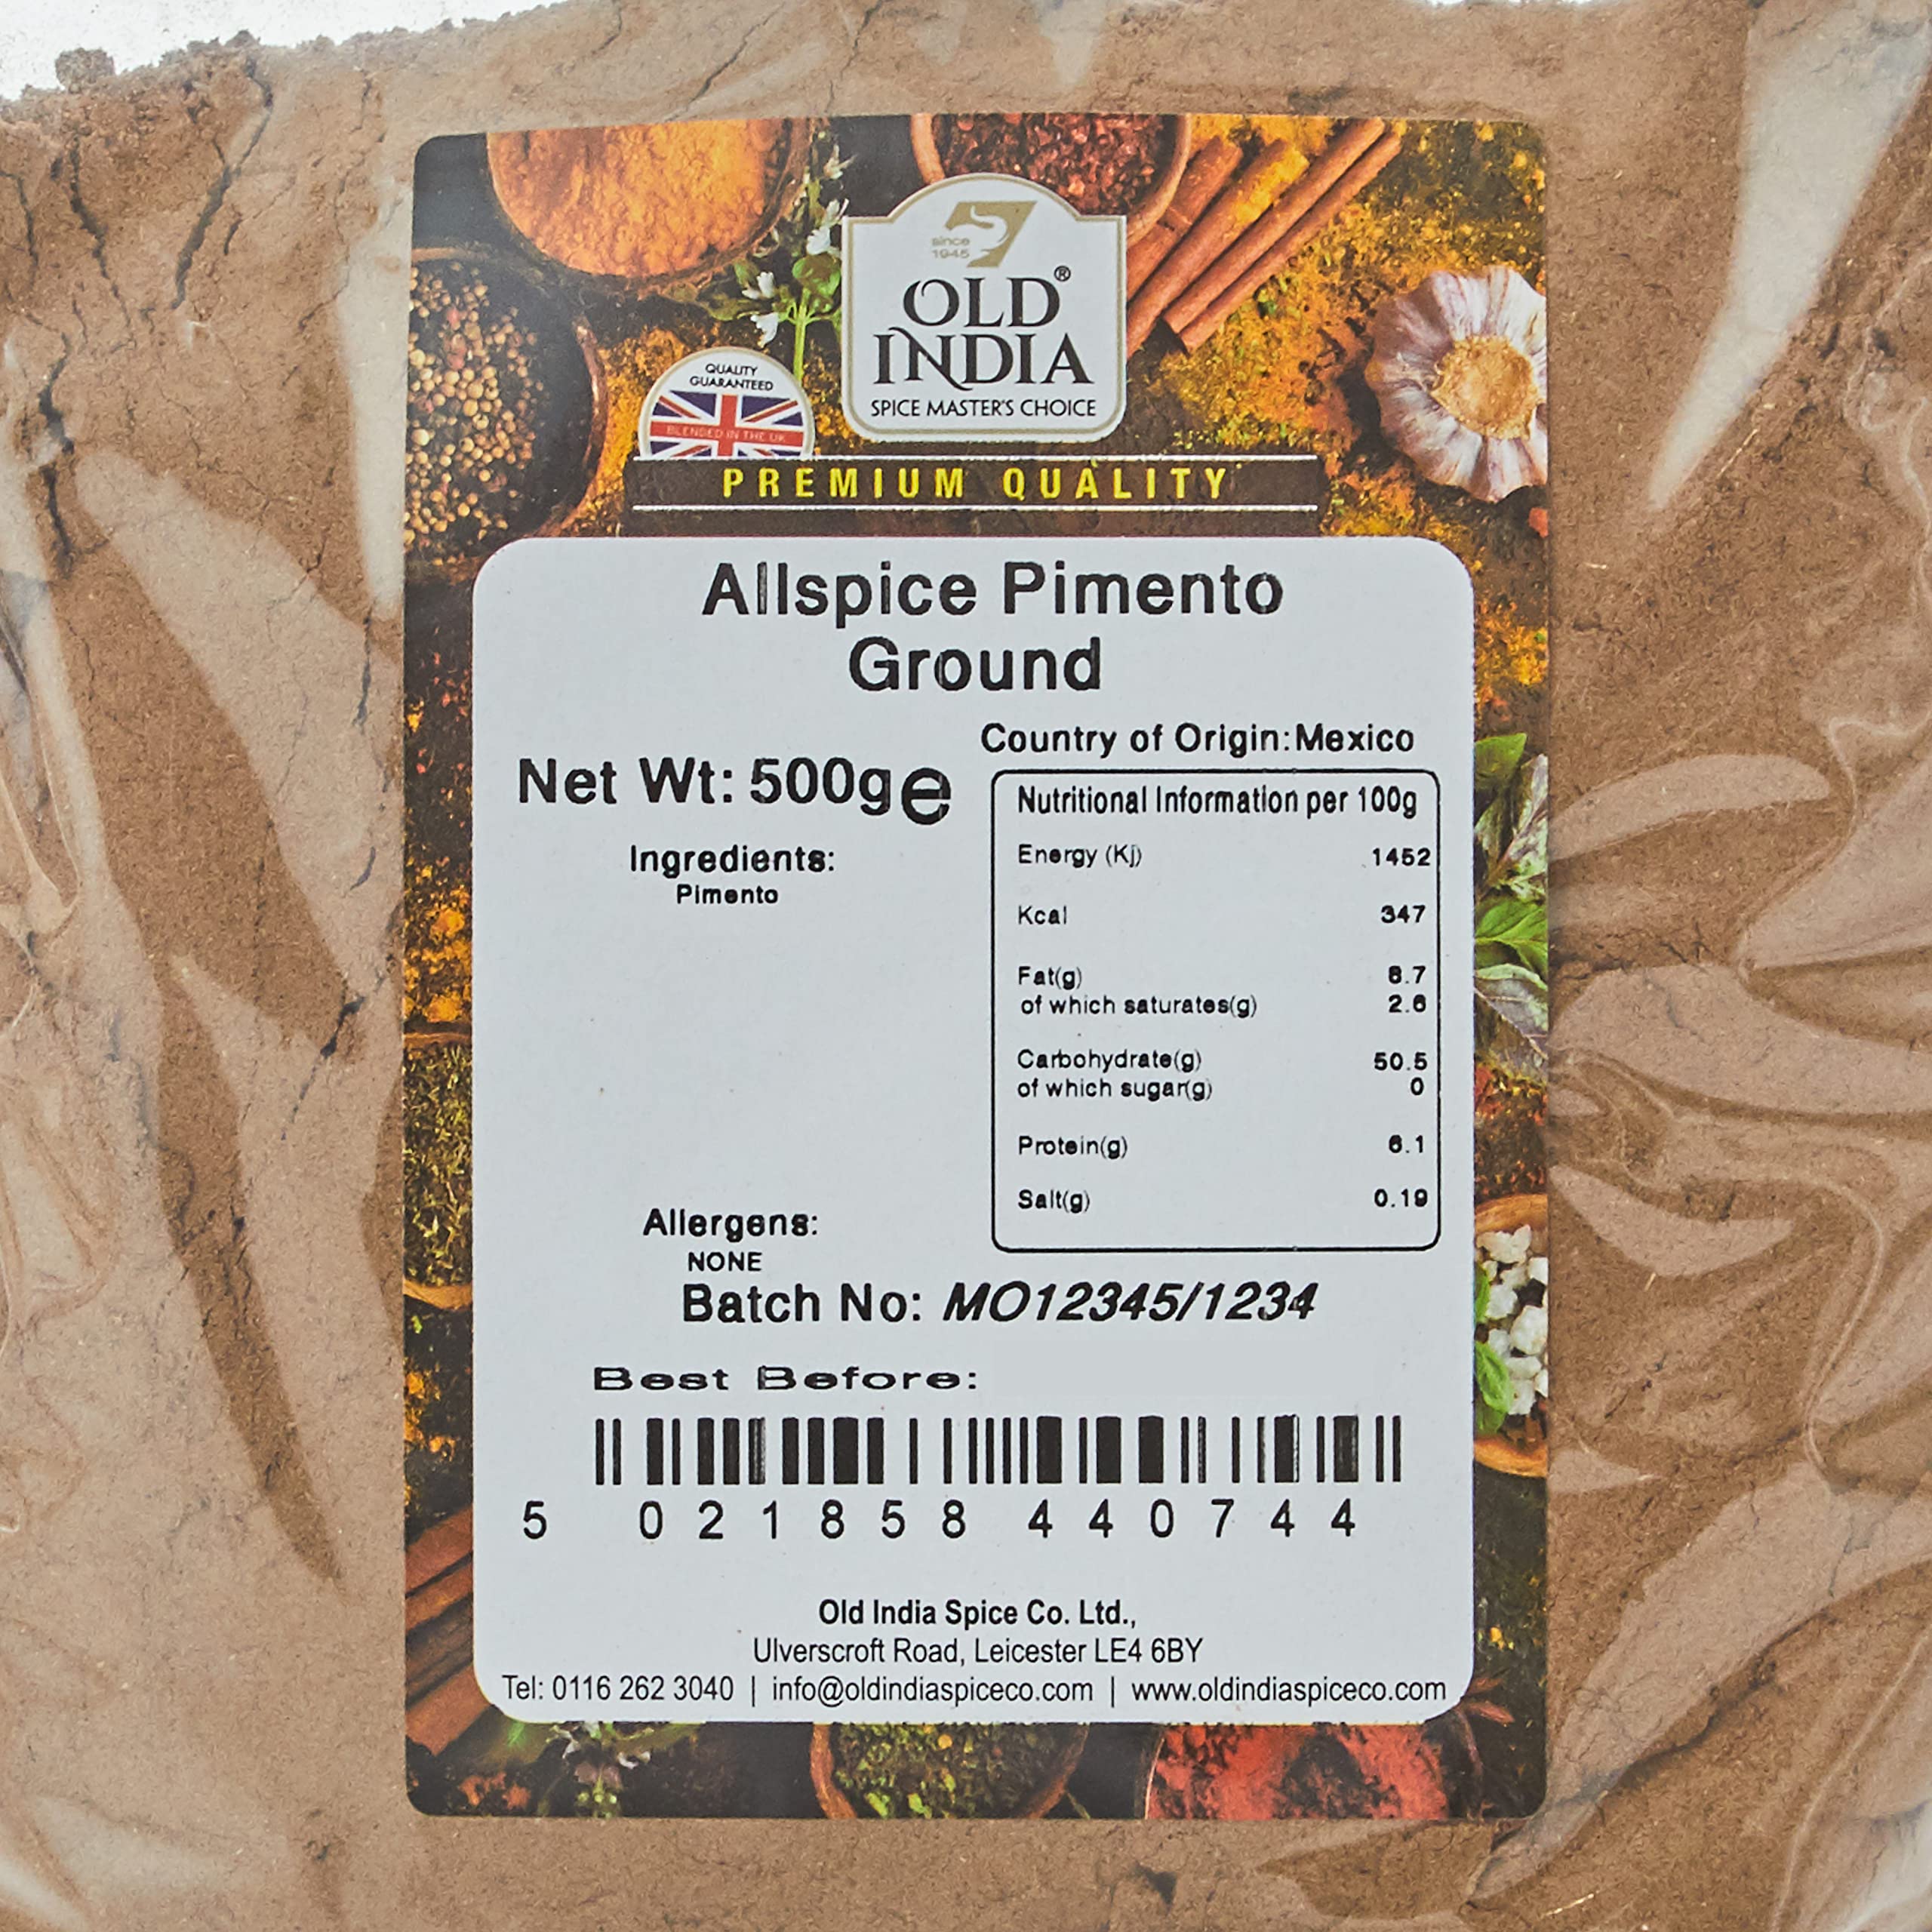 since
1945
OLD®
INDIA
SPICE MASTER'S CHOICE
QUALITY
GUARANTEED
BLENDED IN THE UK
PREMIUM QUALITY
Allspice Pimento
Ground
Country of Origin:Mexico
Net Wt: 500g e
Ingredients:
Pimento
Nutritional Information per 100g
Energy (Kj) 1452
Kcal 347
Fat(g) 8.7
of which saturates(g) 2.6
Carbohydrate(g) 50.5
of which sugar(g) 0
Protein(g) 6.1
Salt(g) 0.19
Allergens:
NONE
Batch No: MO12345/1234
Best Before:
5 021858 440744
Old India Spice Co. Ltd.,
Ulverscroft Road, Leicester LE4 6BY
Tel: 0116 262 3040 | info@oldindiaspiceco.com | www.oldindiaspiceco.com